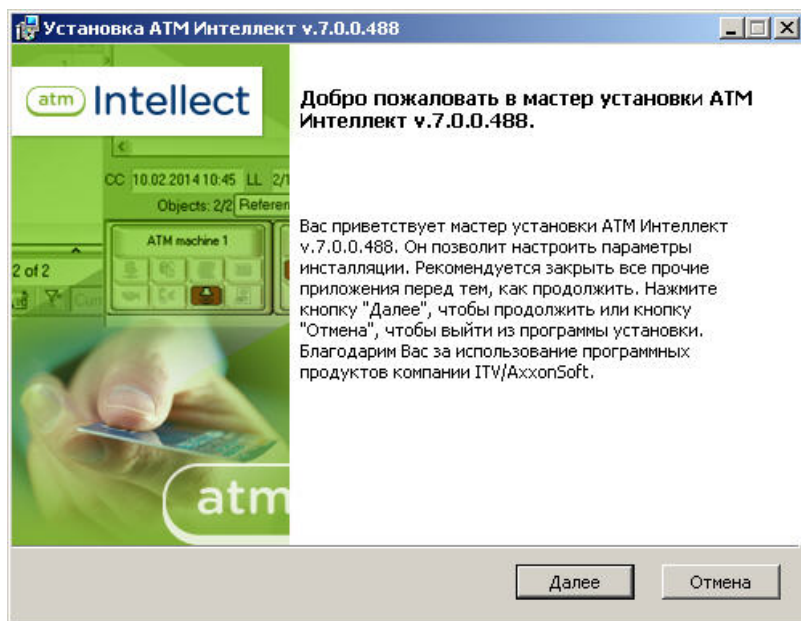 Установка АТМ Интеллект v.7.0.0.488
atm Intellect
Добро пожаловать в мастер установки АТМ
Интеллект v.7.0.0.488.
CC 10.02.2014 10:45 LL 2/1
Objects: 2/2 Referen
ATM machine 1
2 of 2
Вас приветствует мастер установки АТМ Интеллект
v.7.0.0.488. Он позволит настроить параметры
инсталляции. Рекомендуется закрыть все прочие
приложения перед тем, как продолжить. Нажмите
кнопку "Далее", чтобы продолжить или кнопку
"Отмена", чтобы выйти из программы установки.
Благодарим Вас за использование программных
продуктов компании ITV/AxxonSoft.
atm
Далее
Отмена